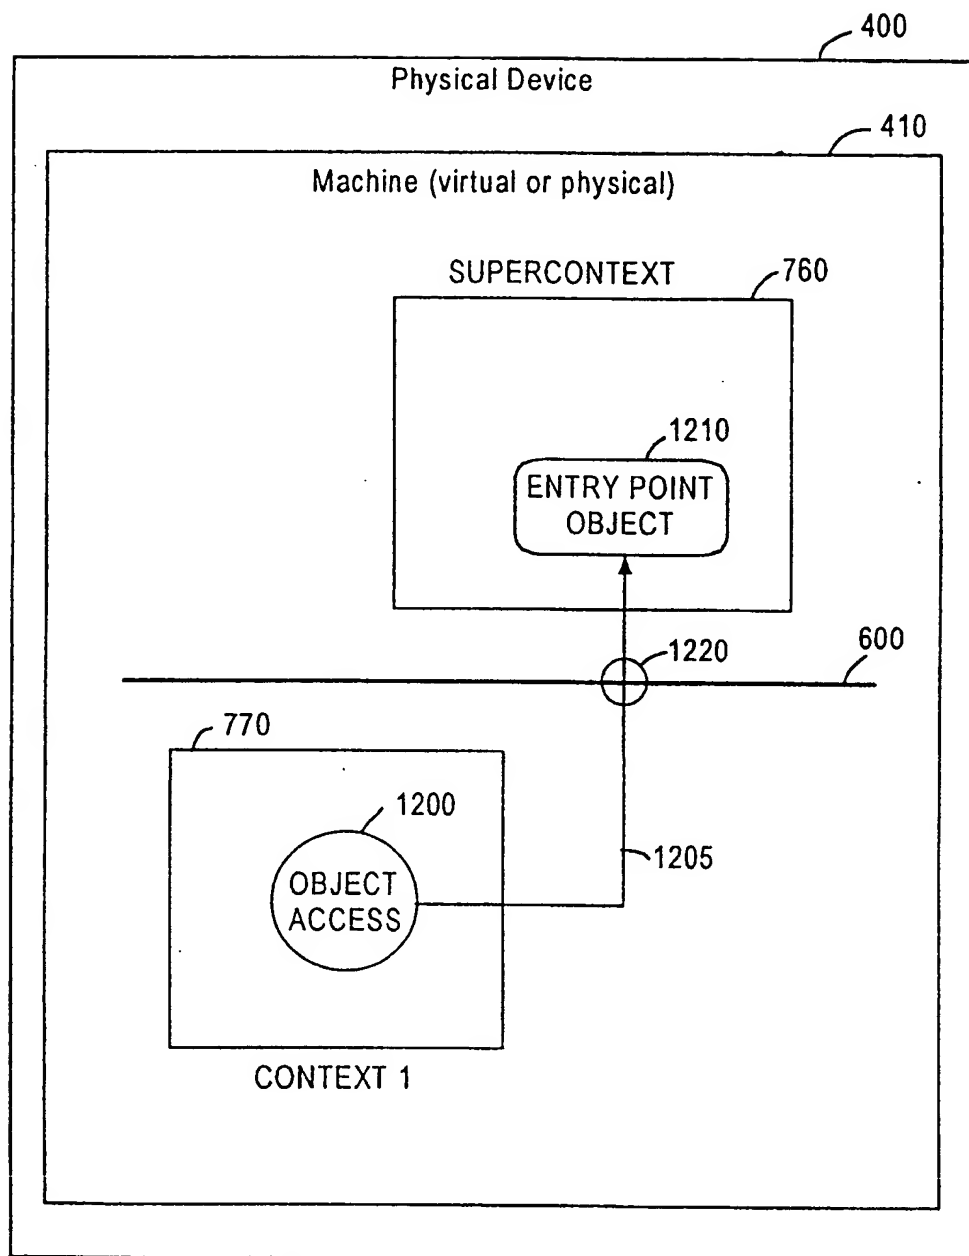 400
Physical Device
410
Machine (virtual or physical)
SUPERCONTEXT
760
1210
ENTRY POINT
OBJECT
1220
600
770
1200
OBJECT
ACCESS
1205
CONTEXT 1